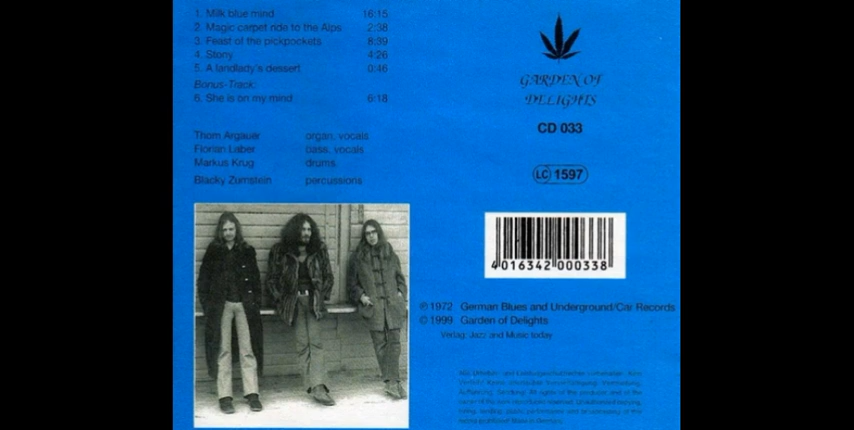 1. Milk blue mind 16:15
2. Magic carpet ride to the Alps 2:38
3. Feast of the pickpockets 8:39
4. Stony 4:26
5. A landlady's dessert 0:46
Bonus-Track:
6. She is on my mind 6:18
Thom Argauer organ, vocals
Florian Laber bass, vocals
Markus Krug drums
Blacky Zumstein percussions
GARDEN OF
DELIGHTS
CD 033
LC 1597
4016342 000338
℗ 1972 German Blues and Underground/Car Records
© 1999 Garden of Delights
Verlag: Jazz and Music today